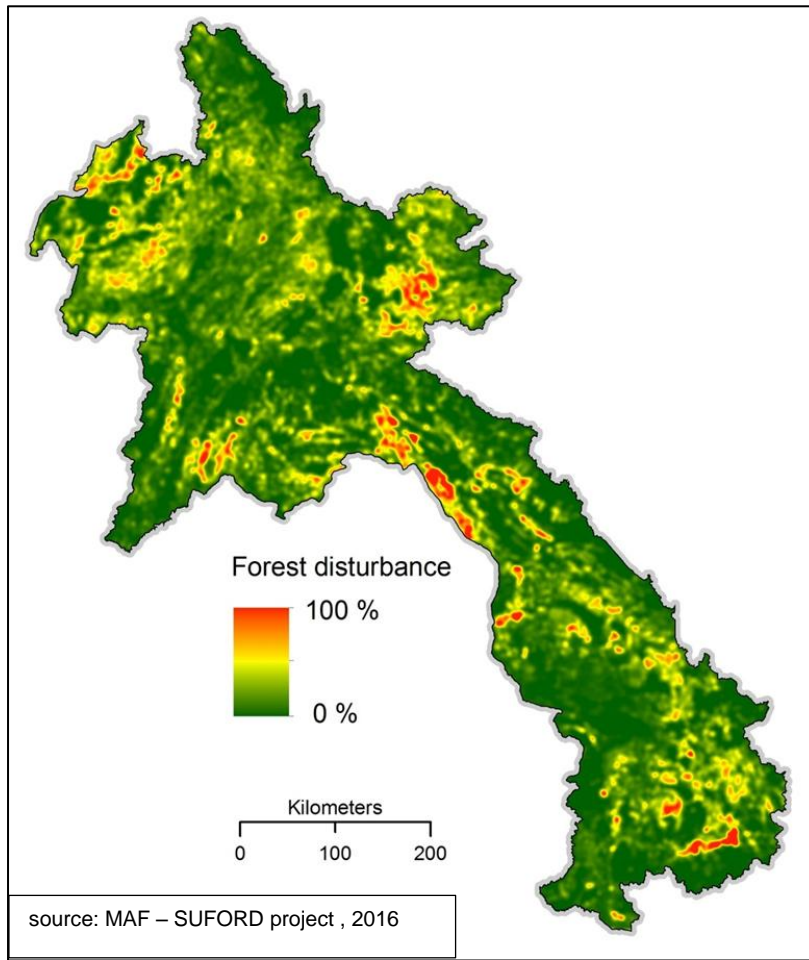 Forest disturbance
100 %
0 %
Kilometers
0 100 200
source: MAF – SUFORD project , 2016